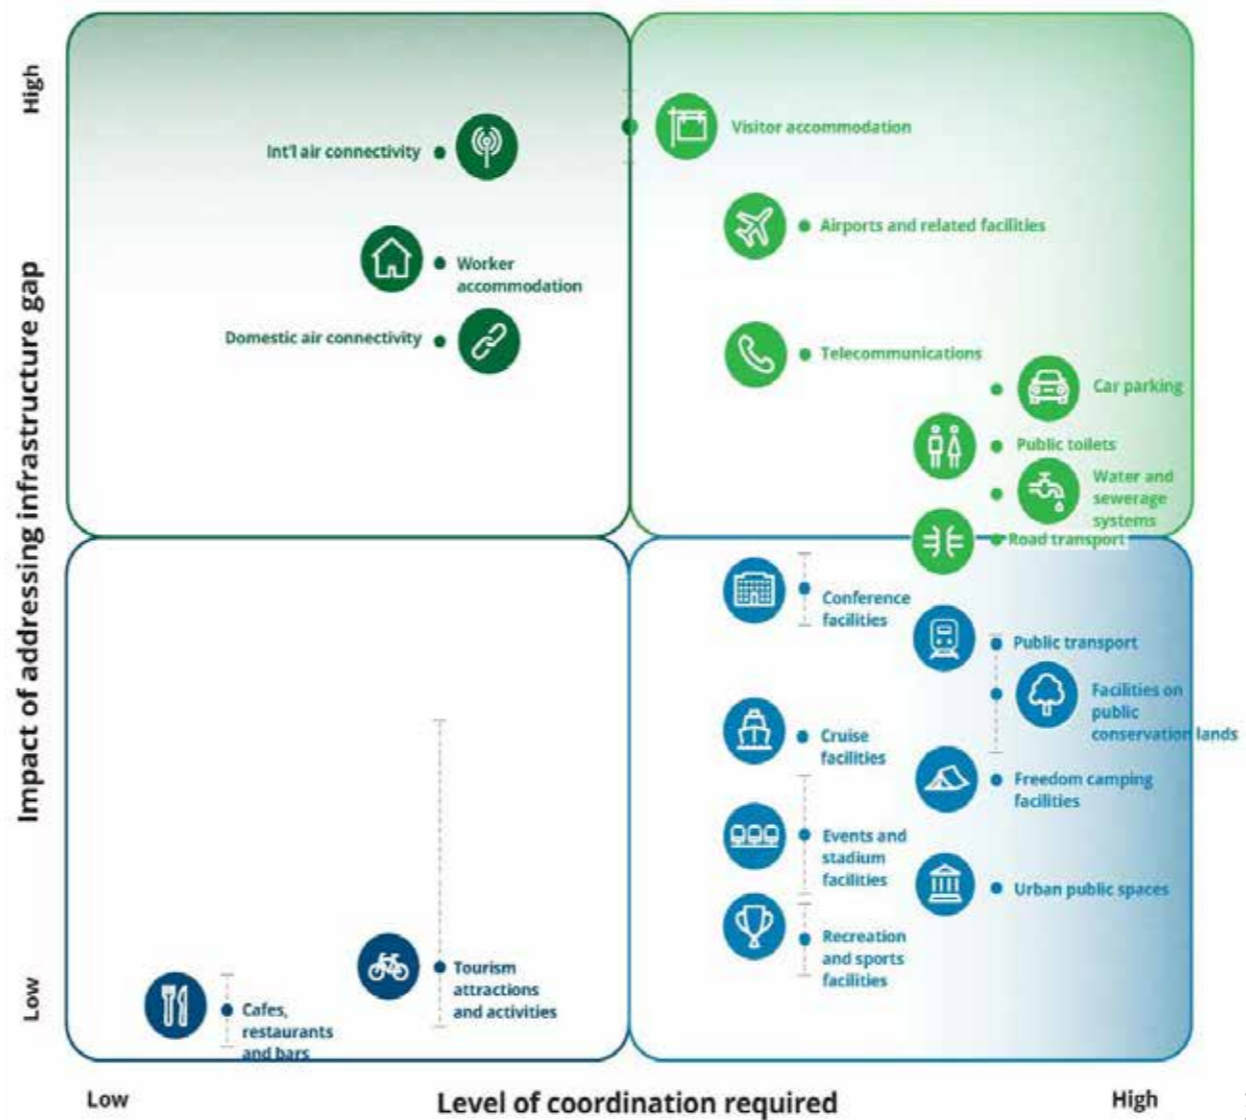 High
Visitor accommodation
Int'l air connectivity
Airports and related facilities
Worker
accommodation
Domestic air connectivity
Telecommunications
Car parking
Public toilets
Water and
sewerage
systems
Road transport
Impact of addressing infrastructure gap
Conference
facilities
Public transport
Facilities on
public
conservation lands
Cruise
facilities
Freedom camping
facilities
Events and
stadium
facilities
Urban public spaces
Recreation
and sports
facilities
Tourism
attractions
and activities
Cafes,
restaurants
and bars
Low
Low
Level of coordination required
High